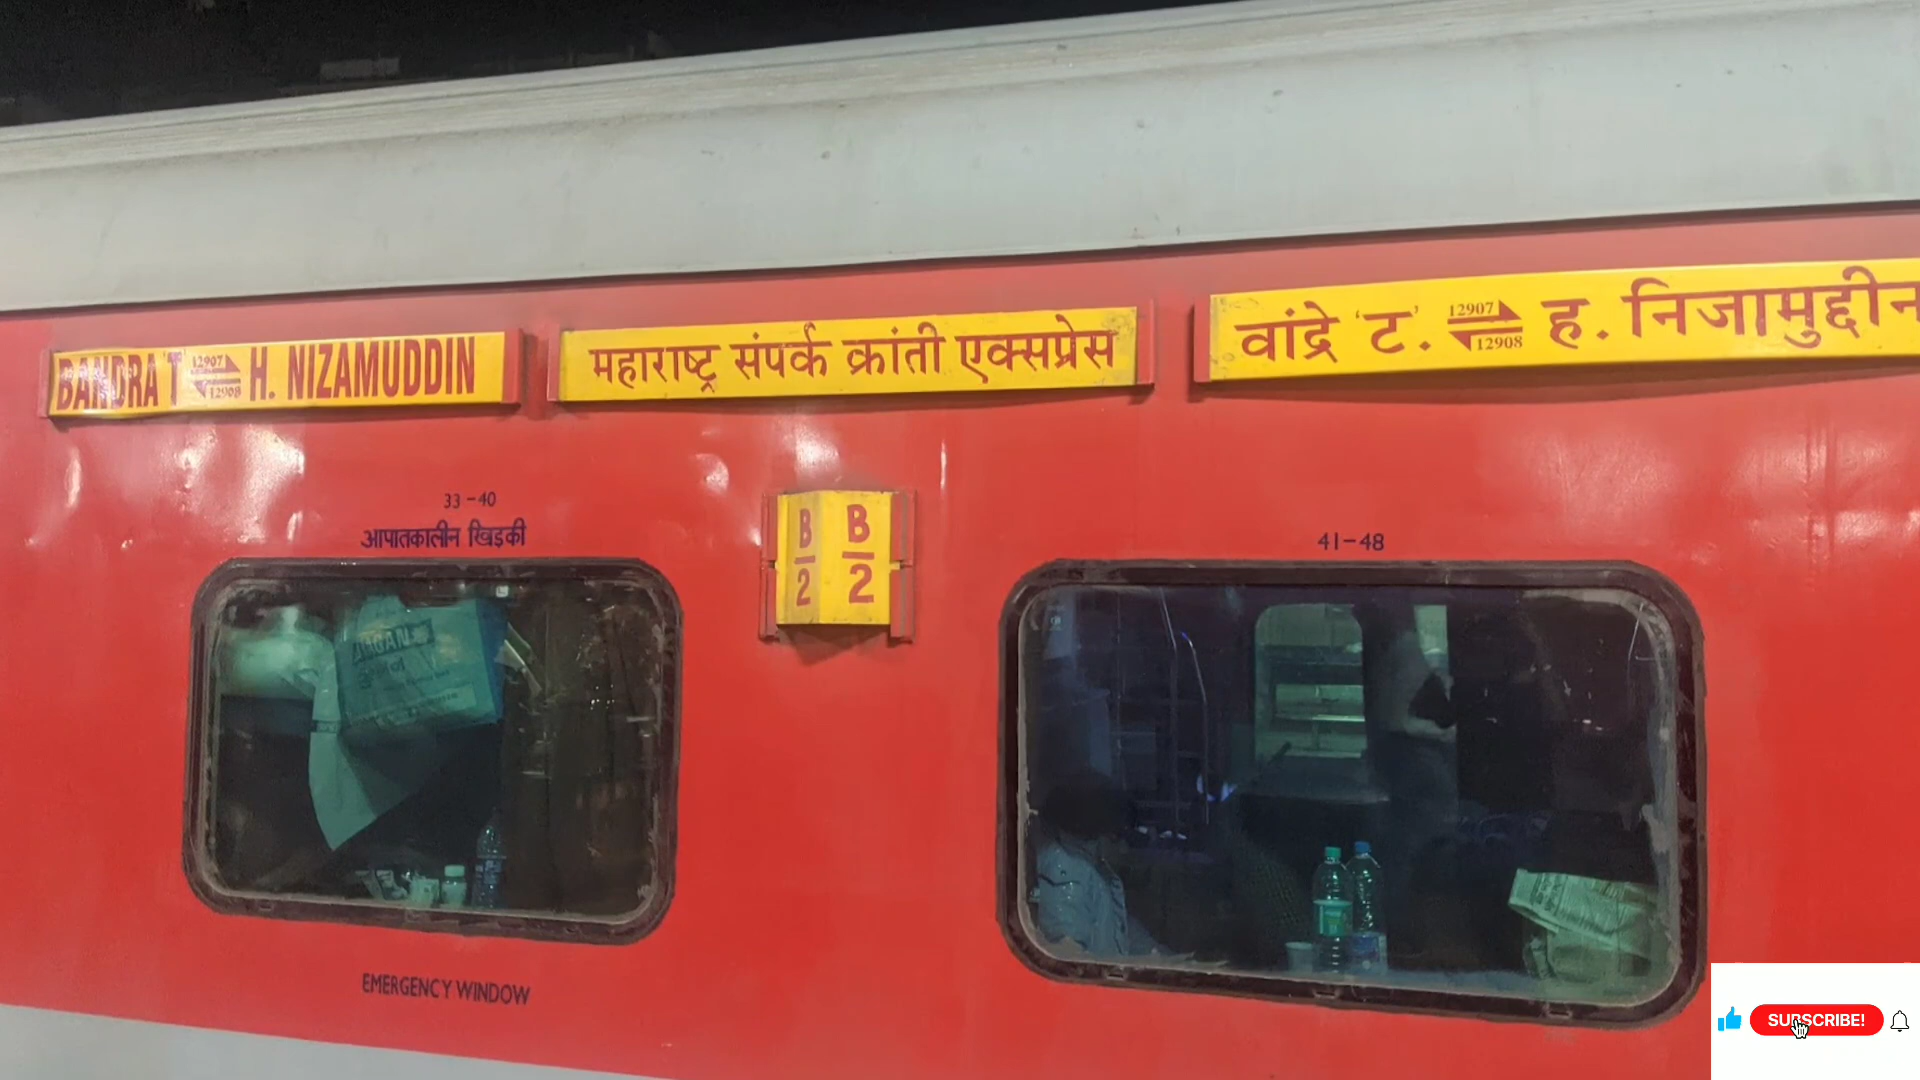 BANDRA 'T' 12907 12908 H. NIZAMUDDIN
महाराष्ट्र संपर्क क्रांती एक्सप्रेस
वांद्रे 'ट'. 12907 12908 ह. निजामुद्दीन
33-40
आपातकालीन खिड़की
B/2 B/2
41-48
EMERGENCY WINDOW
SUBSCRIBE!